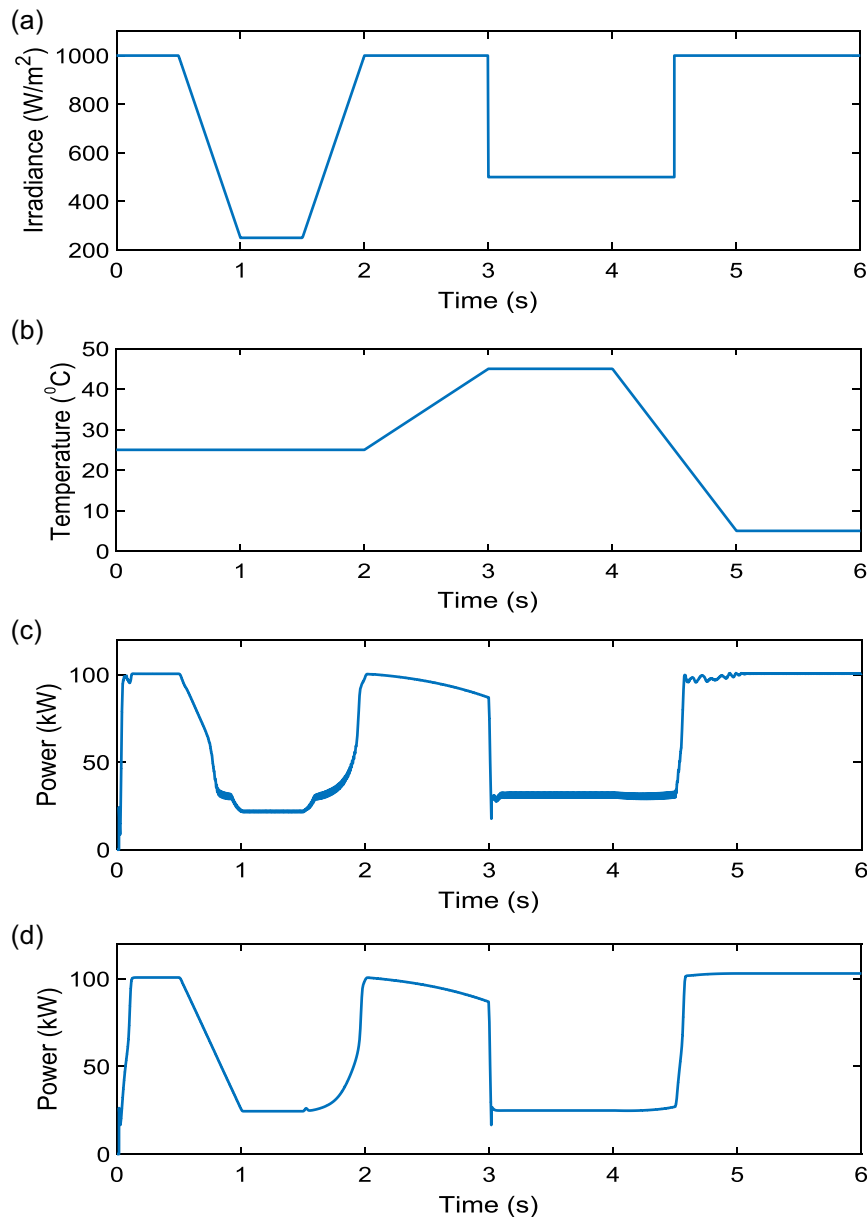 (a)
Irradiance (W/m2)
1000
800
600
400
200
0 1 2 3 4 5 6
Time (s)
(b)
Temperature (0C)
50
40
30
20
10
0
0 1 2 3 4 5 6
Time (s)
(c)
Power (kW)
100
50
0
0 1 2 3 4 5 6
Time (s)
(d)
Power (kW)
100
50
0
0 1 2 3 4 5 6
Time (s)